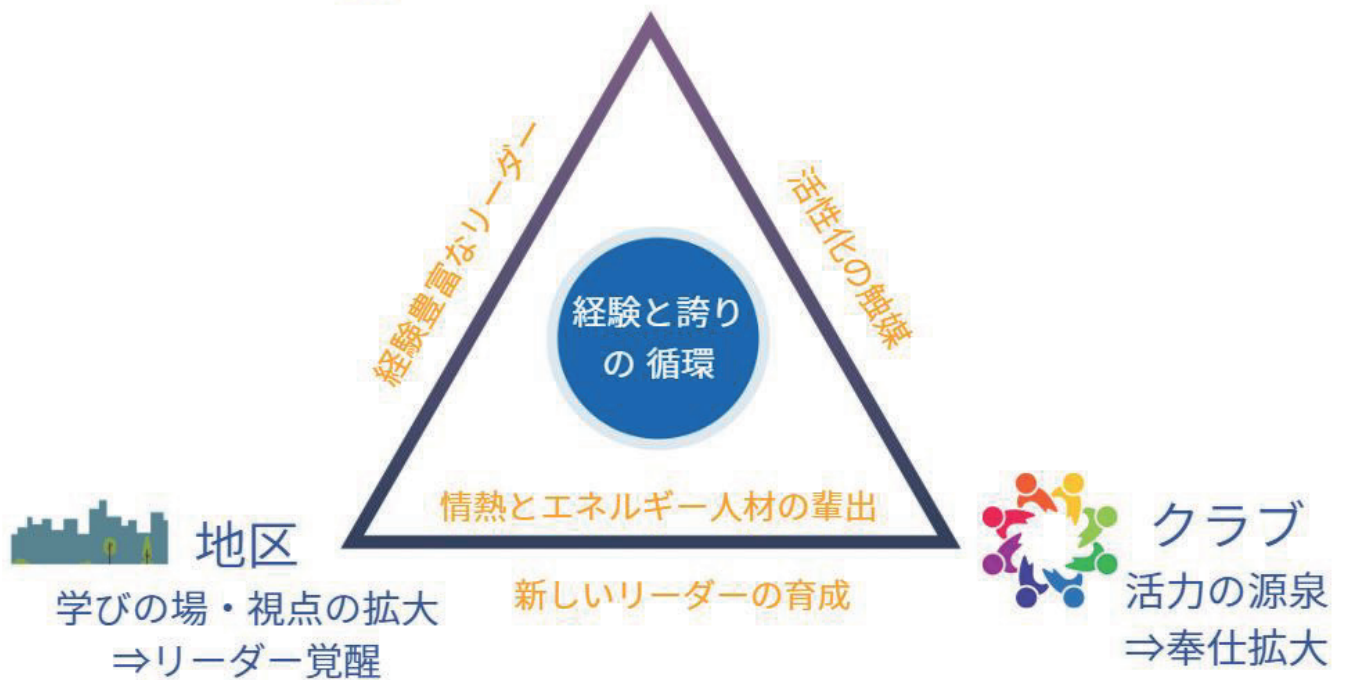 経験豊富なリーダー
活性化の触媒
経験と誇り
の 循環
情熱とエネルギー人材の輩出
新しいリーダーの育成
地区
学びの場・視点の拡大
⇒リーダー覚醒
クラブ
活力の源泉
⇒奉仕拡大